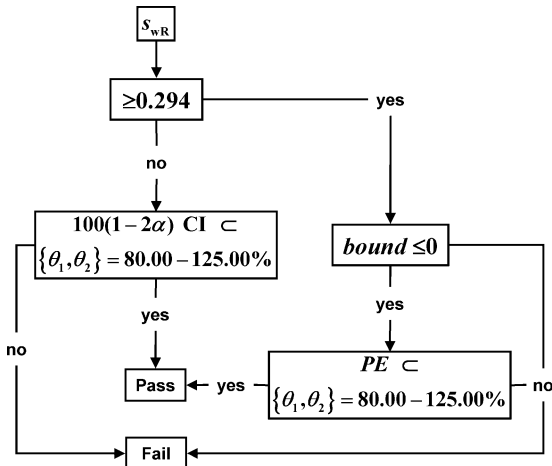 s_wR
≥0.294
yes
no
100(1−2α) CI ⊂
{θ₁,θ₂} = 80.00−125.00%
bound ≤0
yes
yes
no
PE ⊂
{θ₁,θ₂} = 80.00−125.00%
Pass
yes
no
Fail